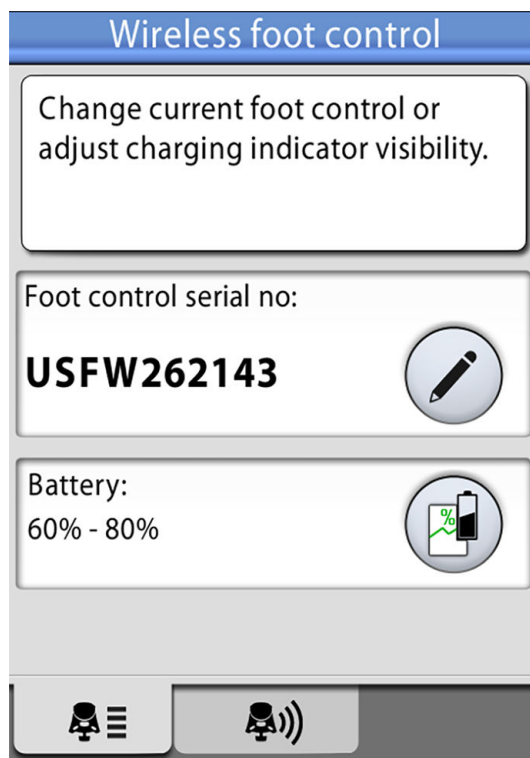 Wireless foot control
Change current foot control or
adjust charging indicator visibility.
Foot control serial no:
USFW262143
Battery:
60% - 80%
%